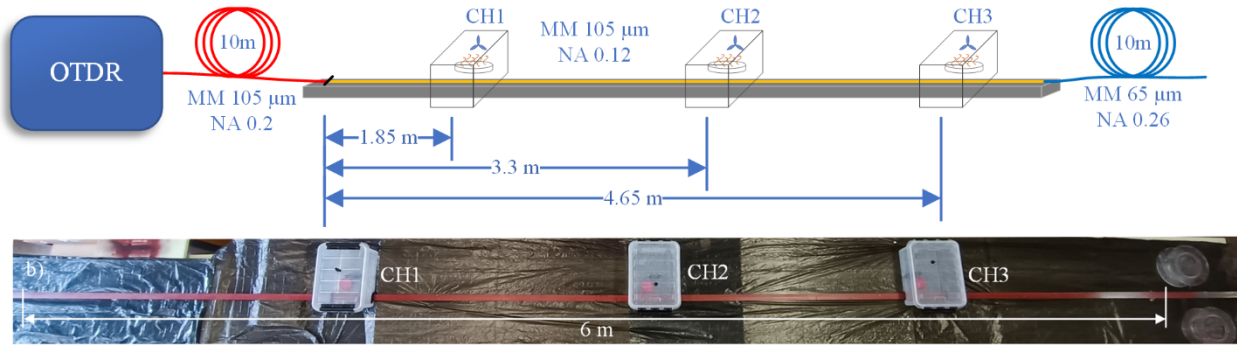 OTDR
10m
MM 105 µm
NA 0.2
CH1
MM 105 µm
NA 0.12
CH2
CH3
10m
MM 65 µm
NA 0.26
1.85 m
3.3 m
4.65 m
b)
CH1
CH2
CH3
6 m